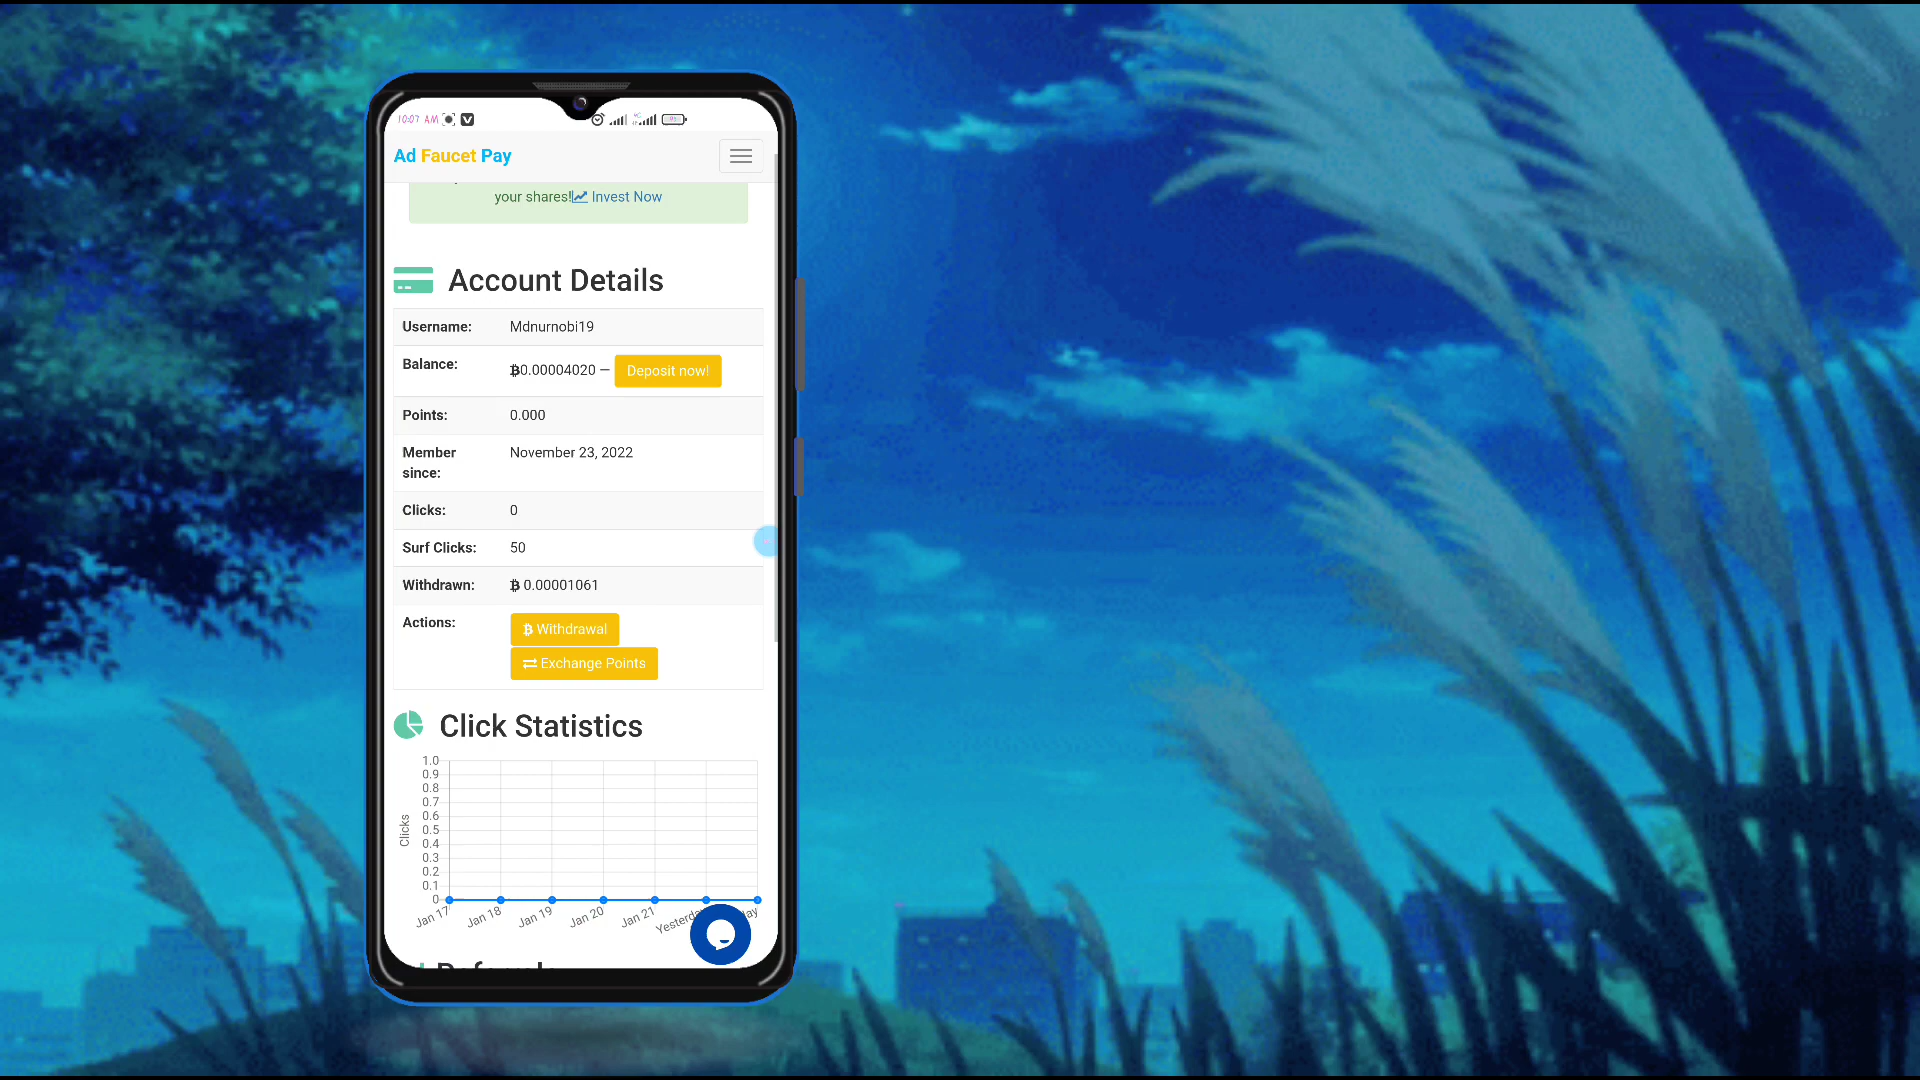 10:07 AM
Ad Faucet Pay
your shares! Invest Now
Account Details
Username: Mdnurnobi19
Balance: ₿0.00004020 — Deposit now!
Points: 0.000
Member since: November 23, 2022
Clicks: 0
Surf Clicks: 50
Withdrawn: ₿ 0.00001061
Actions: ₿ Withdrawal
Exchange Points
Click Statistics
1.0
0.9
0.8
0.7
0.6
0.5
0.4
0.3
0.2
0.1
0
Clicks
Jan 17 Jan 18 Jan 19 Jan 20 Jan 21